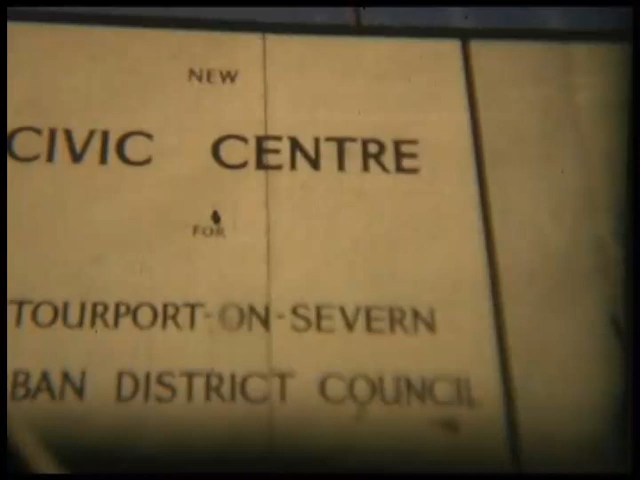 NEW
CIVIC CENTRE
FOR
TOURPORT-ON-SEVERN
BAN DISTRICT COUNCIL